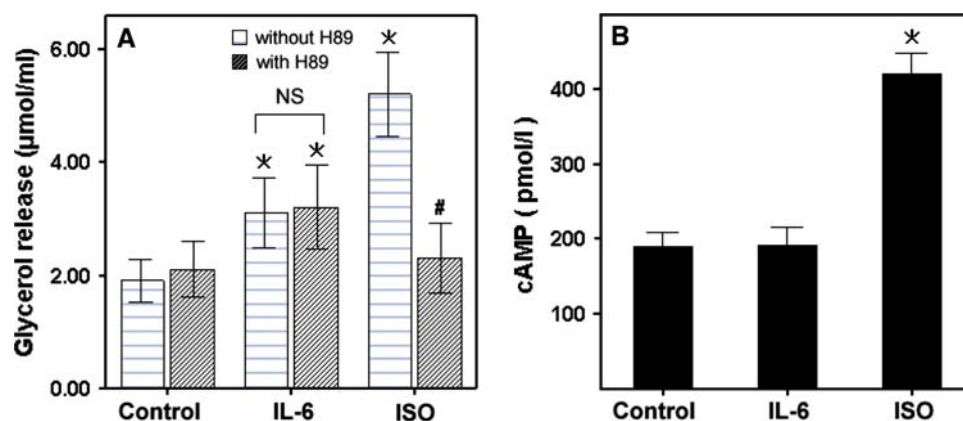 A
without H89
with H89
Glycerol release (µmol/ml)
6.00
4.00
2.00
0.00
NS
*
*
*
#
Control
IL-6
ISO
B
cAMP ( pmol/l )
400
300
200
100
*
Control
IL-6
ISO